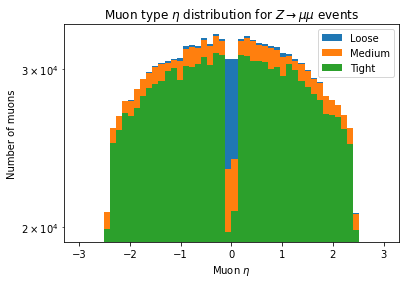 Muon type η distribution for Z→μμ events
Loose
Medium
Tight
Number of muons
3 × 10⁴
2 × 10⁴
−3 −2 −1 0 1 2 3
Muon η